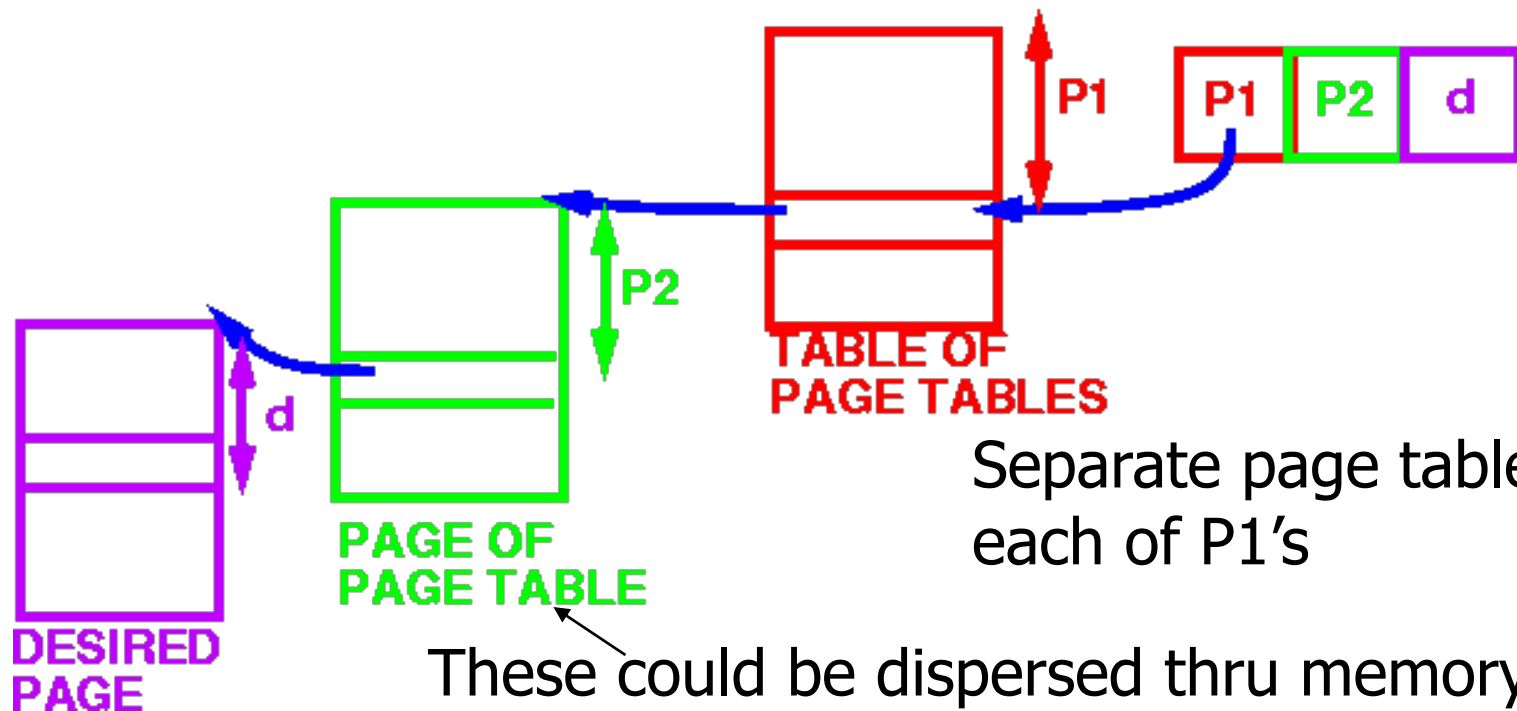 P1
P1 P2 d
P2
TABLE OF
PAGE TABLES
d
Separate page table
each of P1’s
PAGE OF
PAGE TABLE
These could be dispersed thru memory
DESIRED
PAGE